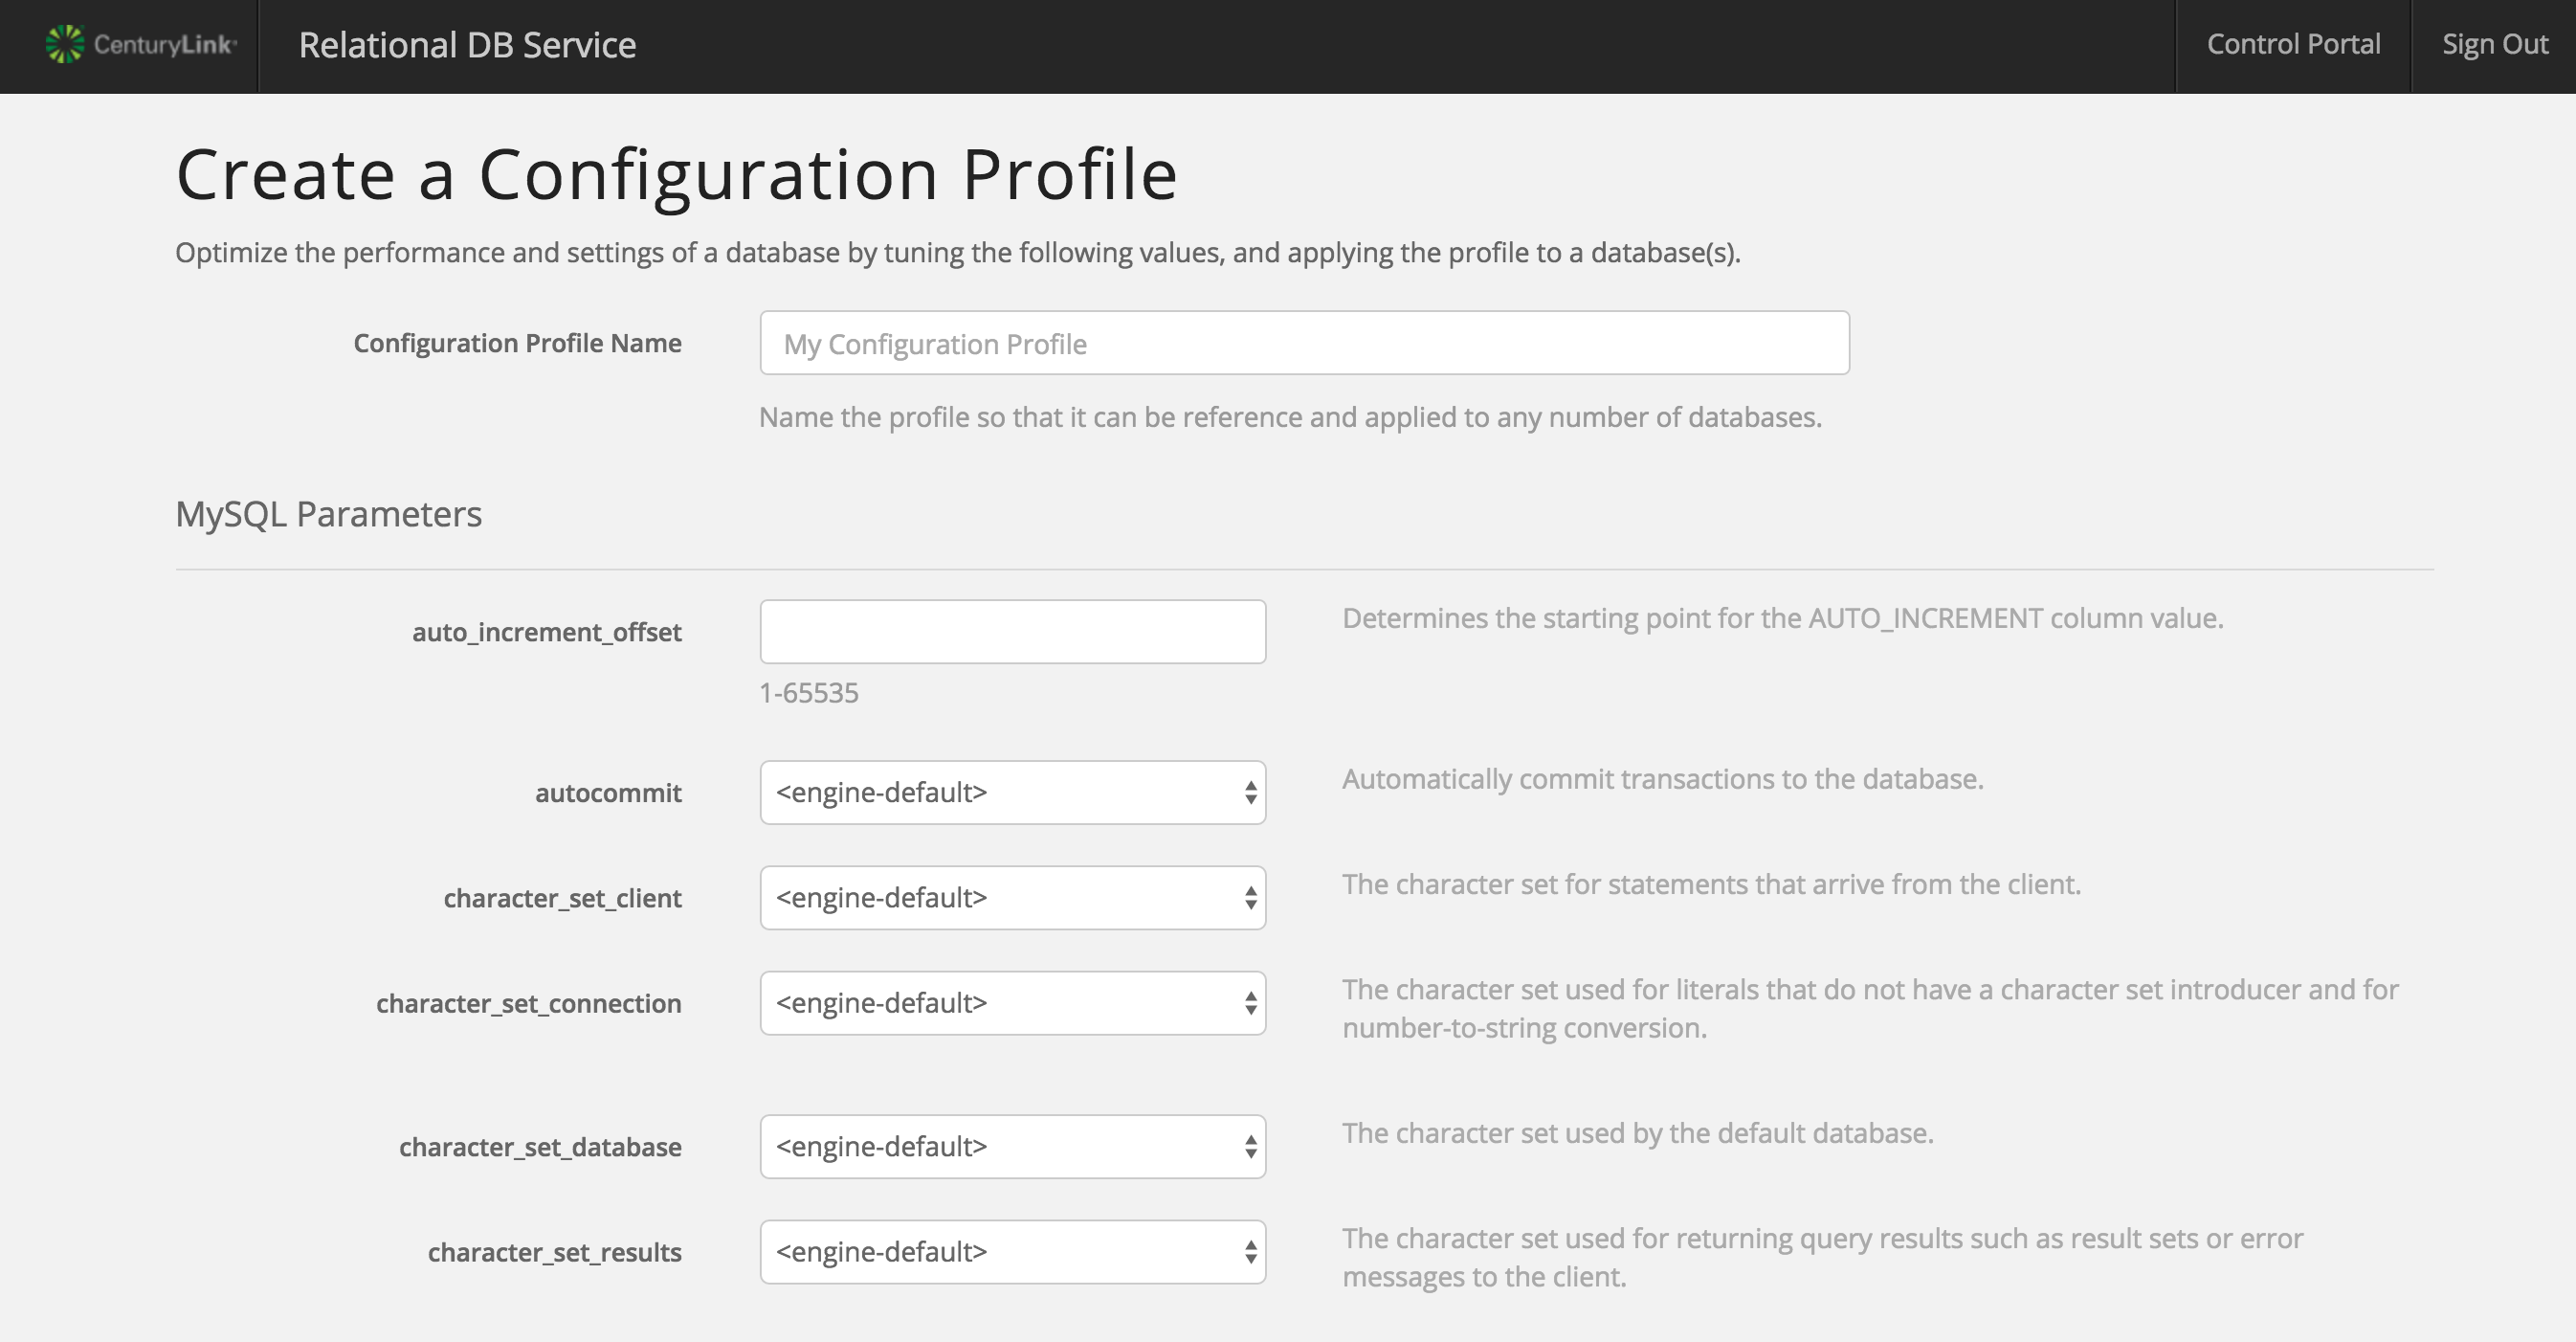 CenturyLink
Relational DB Service
Control Portal
Sign Out
Create a Configuration Profile
Optimize the performance and settings of a database by tuning the following values, and applying the profile to a database(s).
Configuration Profile Name
My Configuration Profile
Name the profile so that it can be reference and applied to any number of databases.
MySQL Parameters
auto_increment_offset
Determines the starting point for the AUTO_INCREMENT column value.
1-65535
autocommit
<engine-default>
Automatically commit transactions to the database.
character_set_client
<engine-default>
The character set for statements that arrive from the client.
character_set_connection
<engine-default>
The character set used for literals that do not have a character set introducer and for
number-to-string conversion.
character_set_database
<engine-default>
The character set used by the default database.
character_set_results
<engine-default>
The character set used for returning query results such as result sets or error
messages to the client.